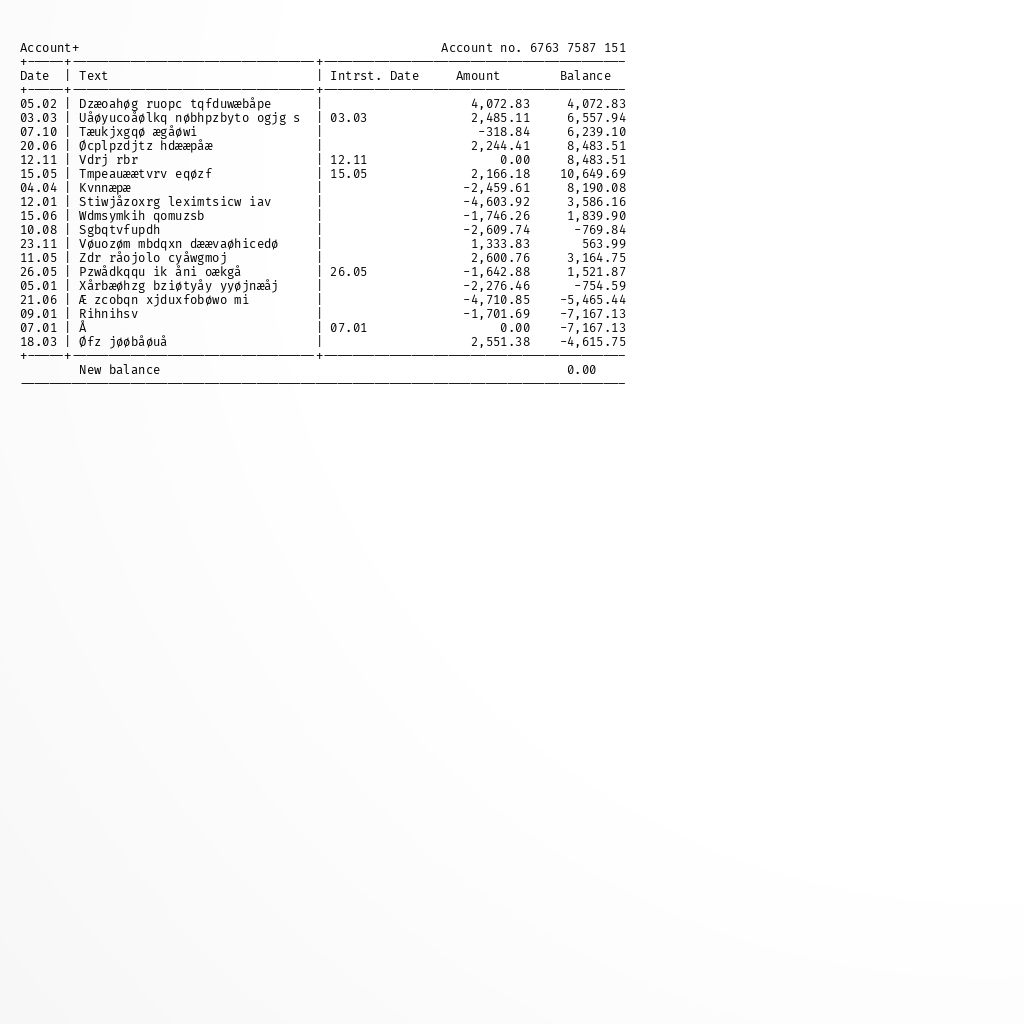 Account+ Account no. 6763 7587 151
Date | Text | Intrst. Date Amount Balance
05.02 | Dzæoahøg ruopc tqfduwæbåpe | 4,072.83 4,072.83
03.03 | Uåøyucoåølkq nøbhpzbyto ogjg s | 03.03 2,485.11 6,557.94
07.10 | Tæukjxgqø ægåøwi | -318.84 6,239.10
20.06 | Øcplpzdjtz hdææpåæ | 2,244.41 8,483.51
12.11 | Vdrj rbr | 12.11 0.00 8,483.51
15.05 | Tmpeauæætvrv eqøzf | 15.05 2,166.18 10,649.69
04.04 | Kvnnæpæ | -2,459.61 8,190.08
12.01 | Stiwjåzoxrg leximtsicw iav | -4,603.92 3,586.16
15.06 | Wdmsymkih qomuzsb | -1,746.26 1,839.90
10.08 | Sgbqtvfupdh | -2,609.74 -769.84
23.11 | Vøuozøm mbdqxn dæævaøhicedø | 1,333.83 563.99
11.05 | Zdr råojolo cyåwgmoj | 2,600.76 3,164.75
26.05 | Pzwådkqqu ik åni oækgå | 26.05 -1,642.88 1,521.87
05.01 | Xårbæøhzg bziøtyåy yyøjnæåj | -2,276.46 -754.59
21.06 | Æ zcobqn xjduxfobøwo mi | -4,710.85 -5,465.44
09.01 | Rihnihsv | -1,701.69 -7,167.13
07.01 | Å | 07.01 0.00 -7,167.13
18.03 | Øfz jøøbåøuå | 2,551.38 -4,615.75
New balance 0.00